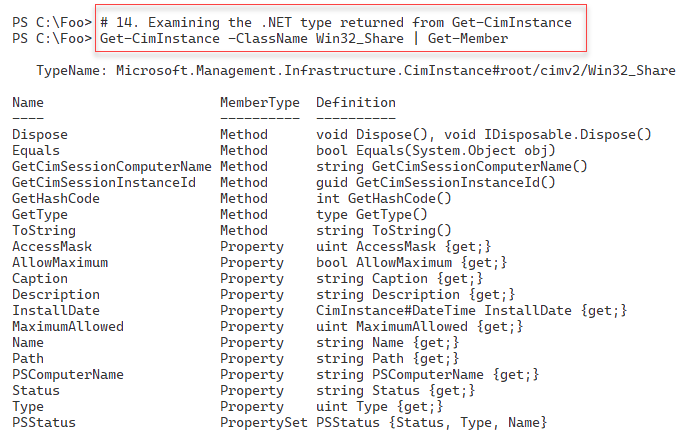 PS C:\Foo> # 14. Examining the .NET type returned from Get-CimInstance
PS C:\Foo> Get-CimInstance -ClassName Win32_Share | Get-Member
TypeName: Microsoft.Management.Infrastructure.CimInstance#root/cimv2/Win32_Share
Name MemberType Definition
---- ---------- ----------
Dispose Method void Dispose(), void IDisposable.Dispose()
Equals Method bool Equals(System.Object obj)
GetCimSessionComputerName Method string GetCimSessionComputerName()
GetCimSessionInstanceId Method guid GetCimSessionInstanceId()
GetHashCode Method int GetHashCode()
GetType Method type GetType()
ToString Method string ToString()
AccessMask Property uint AccessMask {get;}
AllowMaximum Property bool AllowMaximum {get;}
Caption Property string Caption {get;}
Description Property string Description {get;}
InstallDate Property CimInstance#DateTime InstallDate {get;}
MaximumAllowed Property uint MaximumAllowed {get;}
Name Property string Name {get;}
Path Property string Path {get;}
PSComputerName Property string PSComputerName {get;}
Status Property string Status {get;}
Type Property uint Type {get;}
PSStatus PropertySet PSStatus {Status, Type, Name}